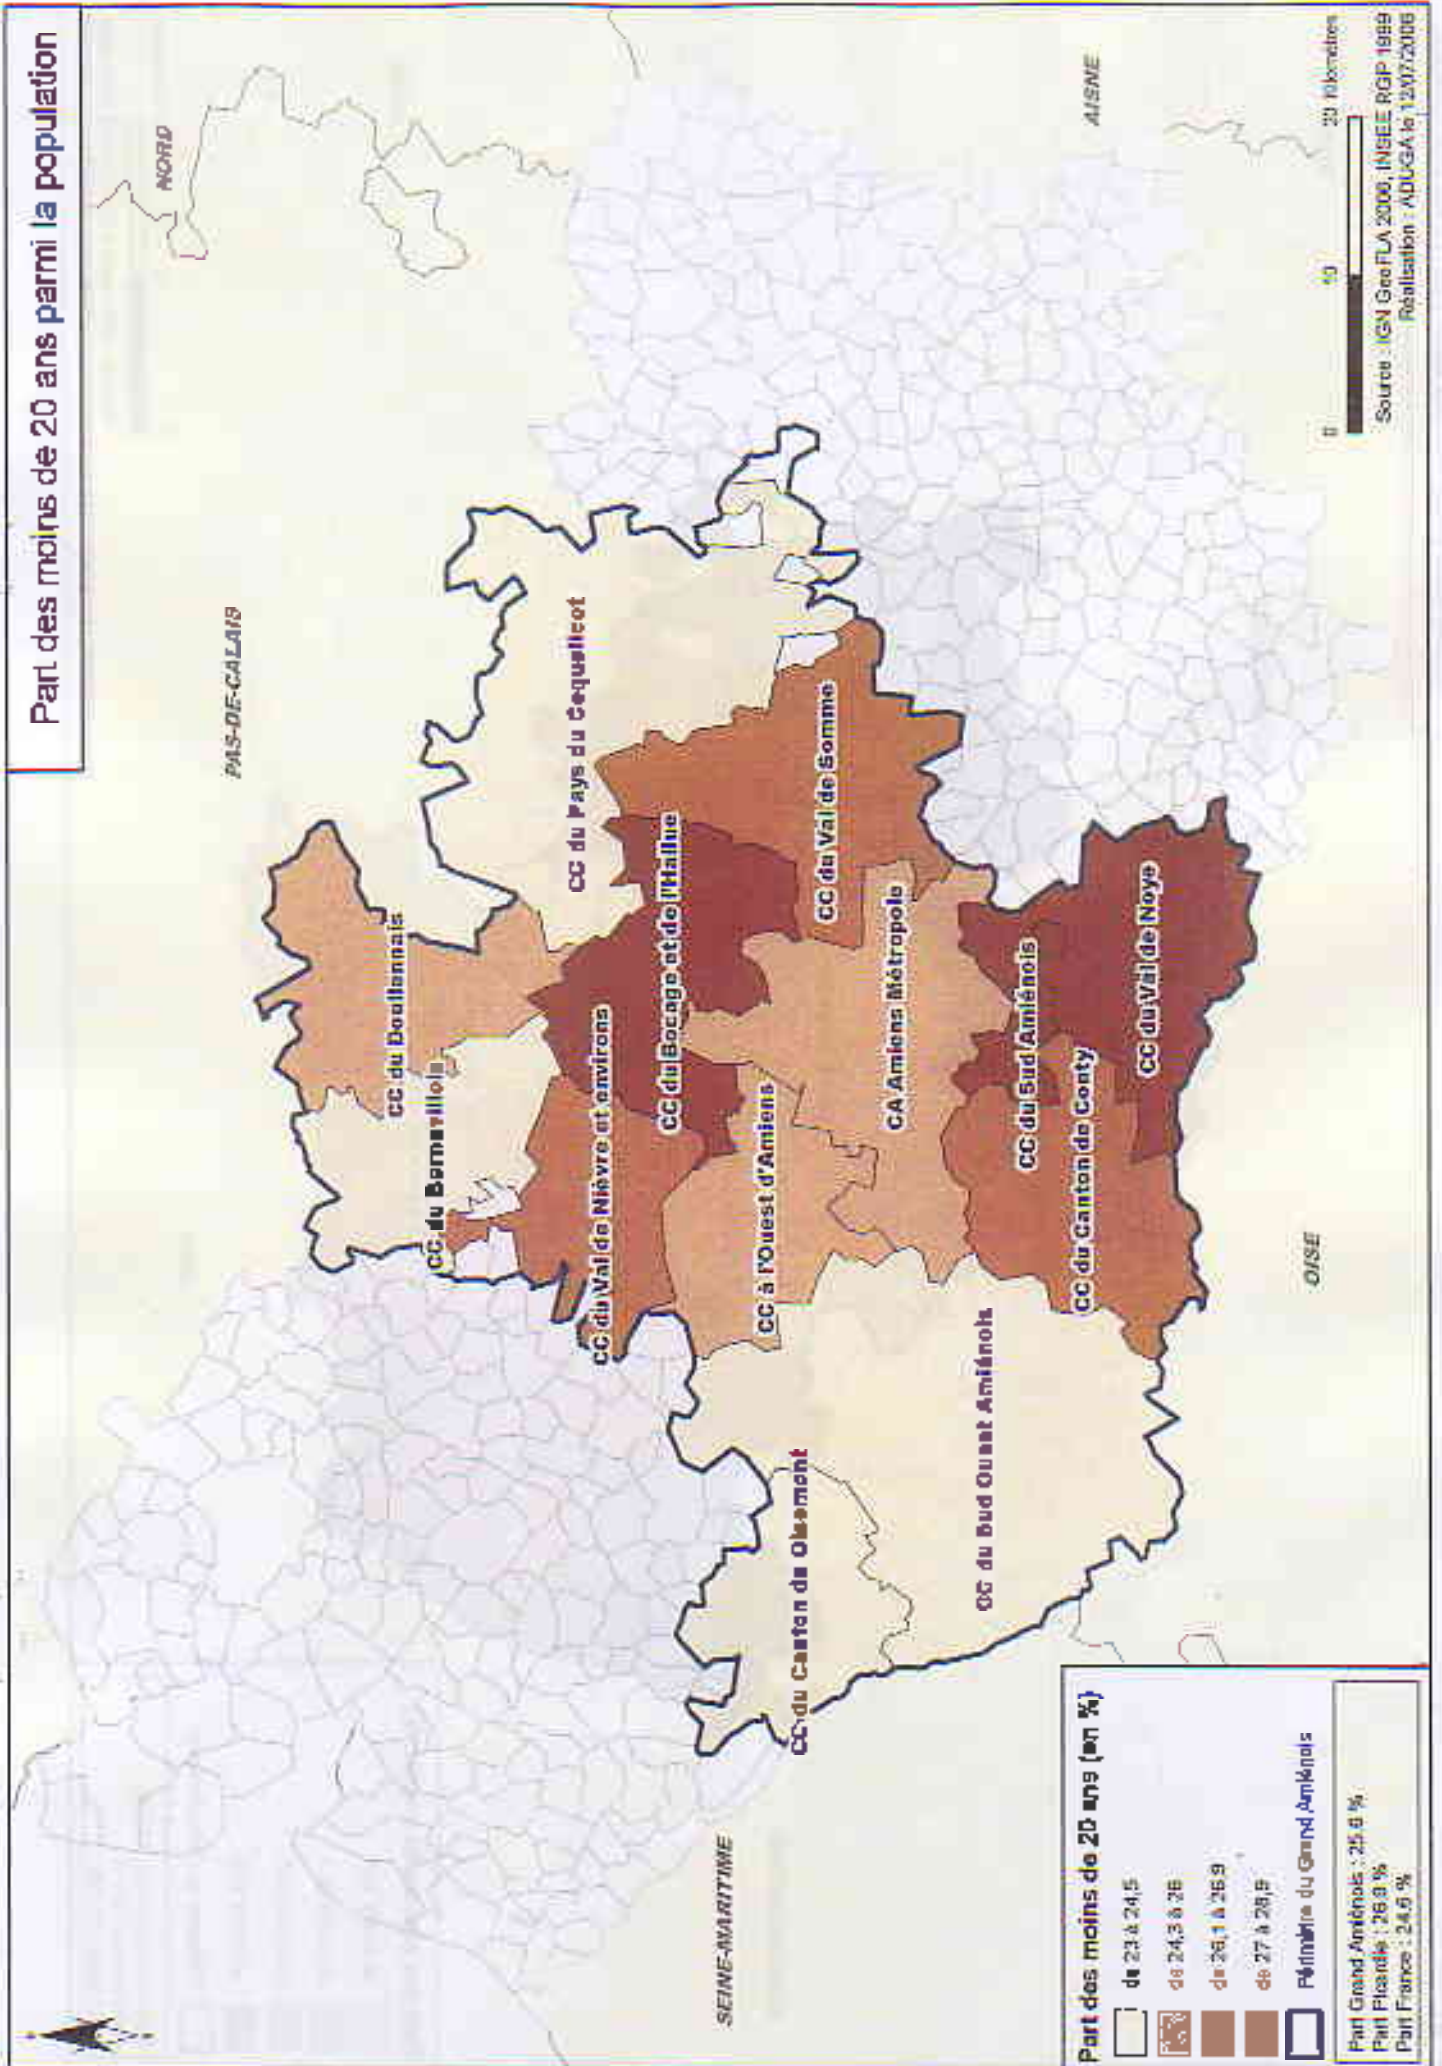 Part des moins de 20 ans parmi la population
NORD
PAS-DE-CALAIS
AISNE
SEINE-MARITIME
OISE
CC du Doullennais
CC du Bernavillois
CC du Pays du Coquelicot
CC du Val de Nièvre et environs
CC du Bocage et de l'Hallue
CC du Val de Somme
CC à l'Ouest d'Amiens
CA Amiens Métropole
CC du Canton de Oisemont
CC du Sud Ouest Amiénois
CC du Sud Amiénois
CC du Canton de Conty
CC du Val de Noye
Part des moins de 20 ans (en %)
de 23 à 24,5
de 24,3 à 26
de 26,1 à 26,9
de 27 à 28,9
Périmètre du Grand Amiénois
Part Grand Amiénois : 25.6 %
Part Picardie : 26.9 %
Part France : 24.6 %
0 10 20 kilomètres
Source : IGN GeoFLA 2000, INSEE RGP 1999
Réalisation : ADUGA le 12/07/2006